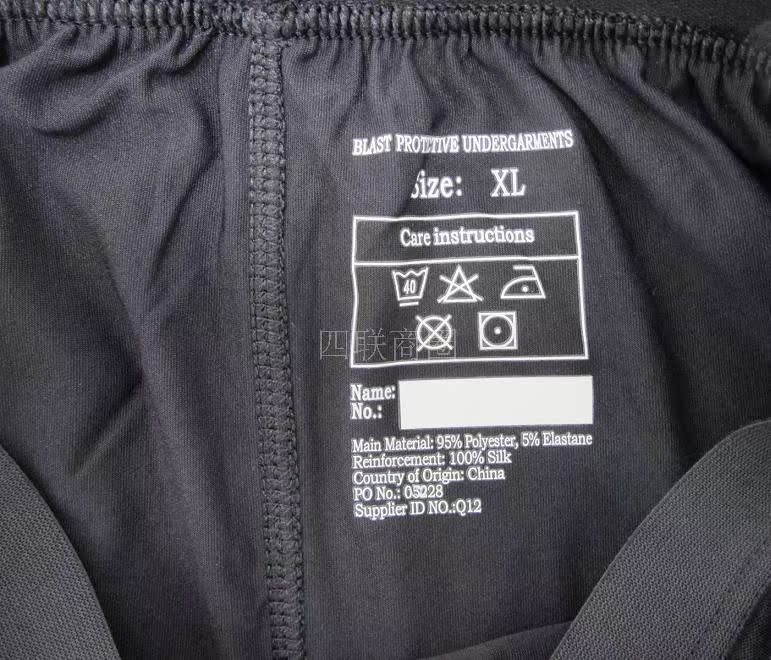 BLAST PROTETIVE UNDERGARMENTS
Size: XL
Care instructions
40
四联商
Name:
No.:
Main Material: 95% Polyester, 5% Elastane
Reinforcement: 100% Silk
Country of Origin: China
PO No.: 05228
Supplier ID NO.:Q12